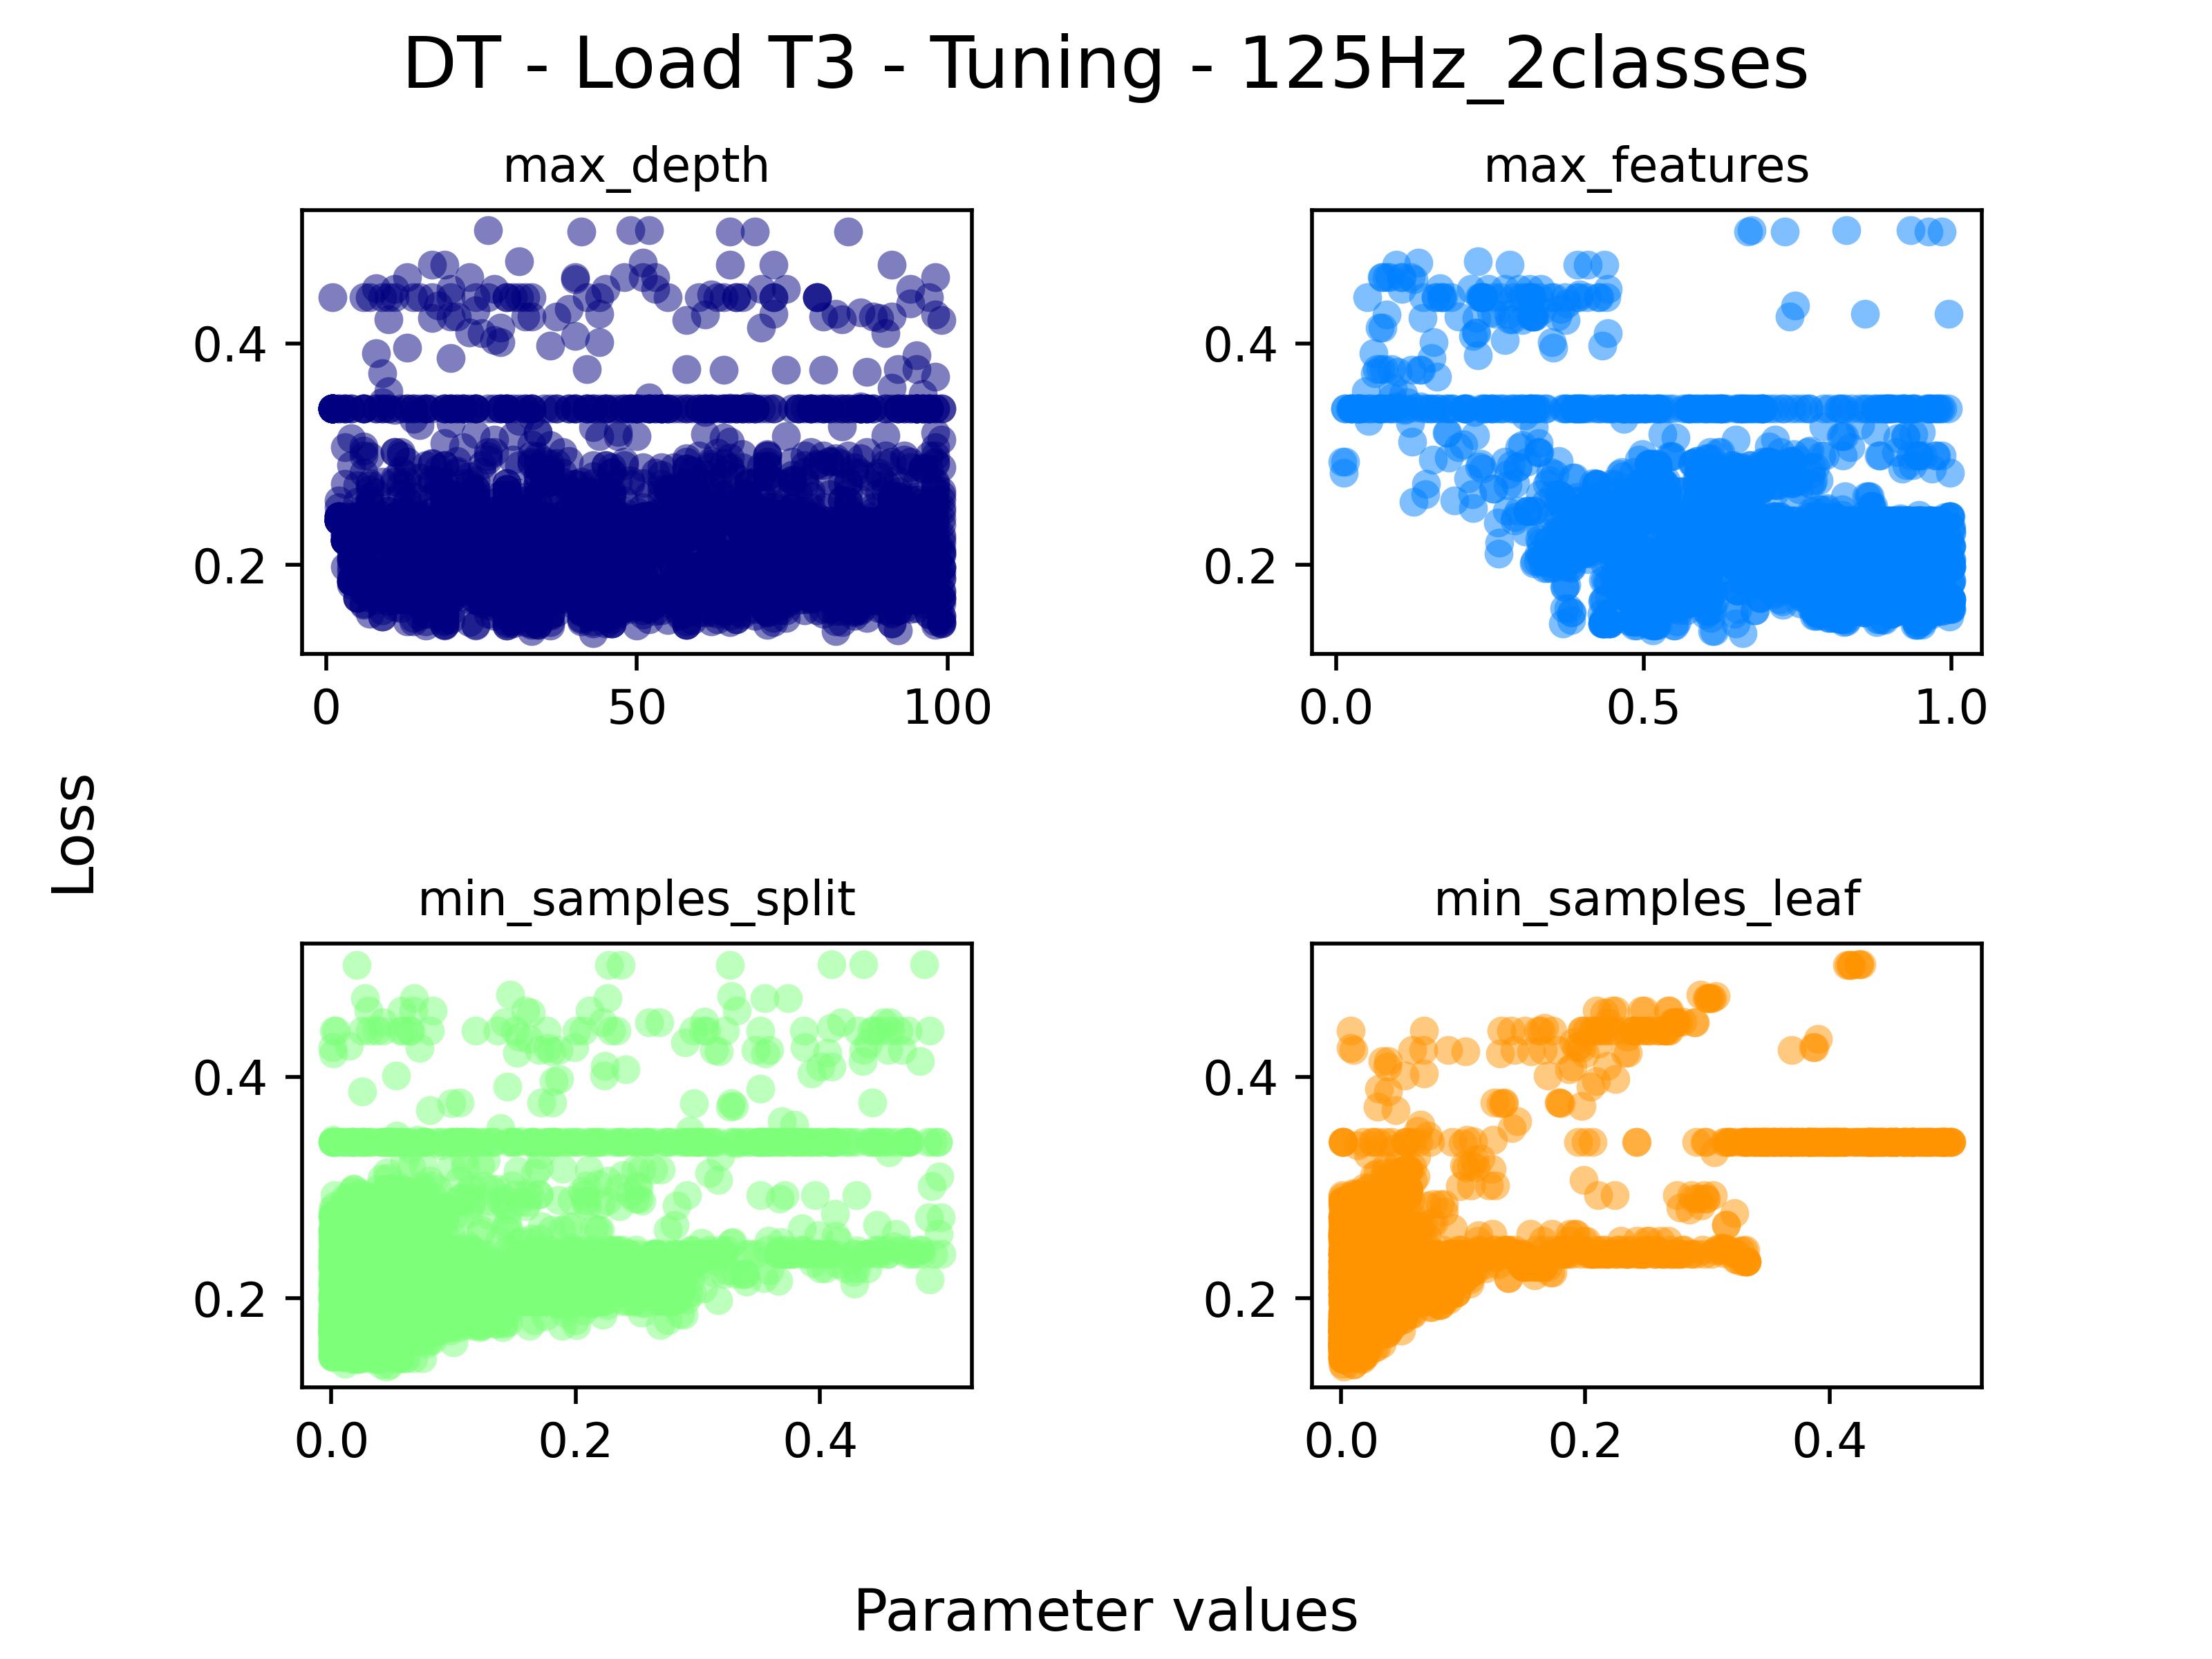 DT - Load T3 - Tuning - 125Hz_2classes
max_depth
max_features
0.4
0.2
0
50
100
0.4
0.2
0.0
0.5
1.0
Loss
min_samples_split
min_samples_leaf
0.4
0.2
0.0
0.2
0.4
0.4
0.2
0.0
0.2
0.4
Parameter values